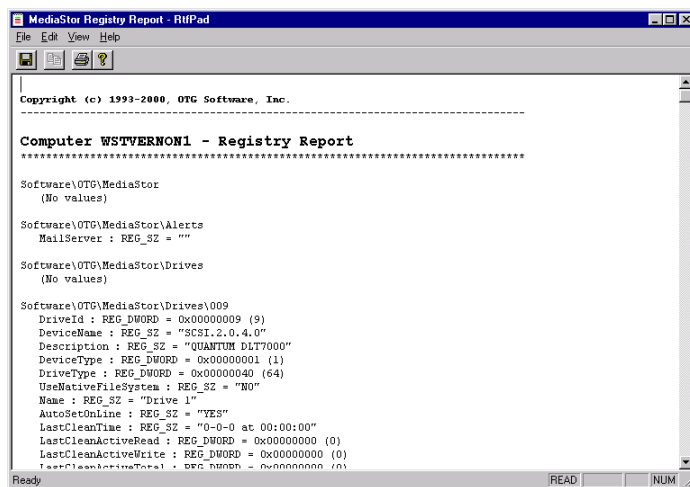 MediaStor Registry Report - RtfPad
File Edit View Help
Copyright (c) 1993-2000, OTG Software, Inc.
--------------------------------------------------------------------------------
Computer WSTVERNON1 - Registry Report
********************************************************************************
Software\OTG\MediaStor
(No values)
Software\OTG\MediaStor\Alerts
MailServer : REG_SZ = ""
Software\OTG\MediaStor\Drives
(No values)
Software\OTG\MediaStor\Drives\009
DriveId : REG_DWORD = 0x00000009 (9)
DeviceName : REG_SZ = "SCSI.2.0.4.0"
Description : REG_SZ = "QUANTUM DLT7000"
DeviceType : REG_DWORD = 0x00000001 (1)
DriveType : REG_DWORD = 0x00000040 (64)
UseNativeFileSystem : REG_SZ = "NO"
Name : REG_SZ = "Drive 1"
AutoSetOnLine : REG_SZ = "YES"
LastCleanTime : REG_SZ = "0-0-0 at 00:00:00"
LastCleanActiveRead : REG_DWORD = 0x00000000 (0)
LastCleanActiveWrite : REG_DWORD = 0x00000000 (0)
LastCleanActiveTotal : REG_DWORD = 0x00000000 (0)
Ready READ NUM